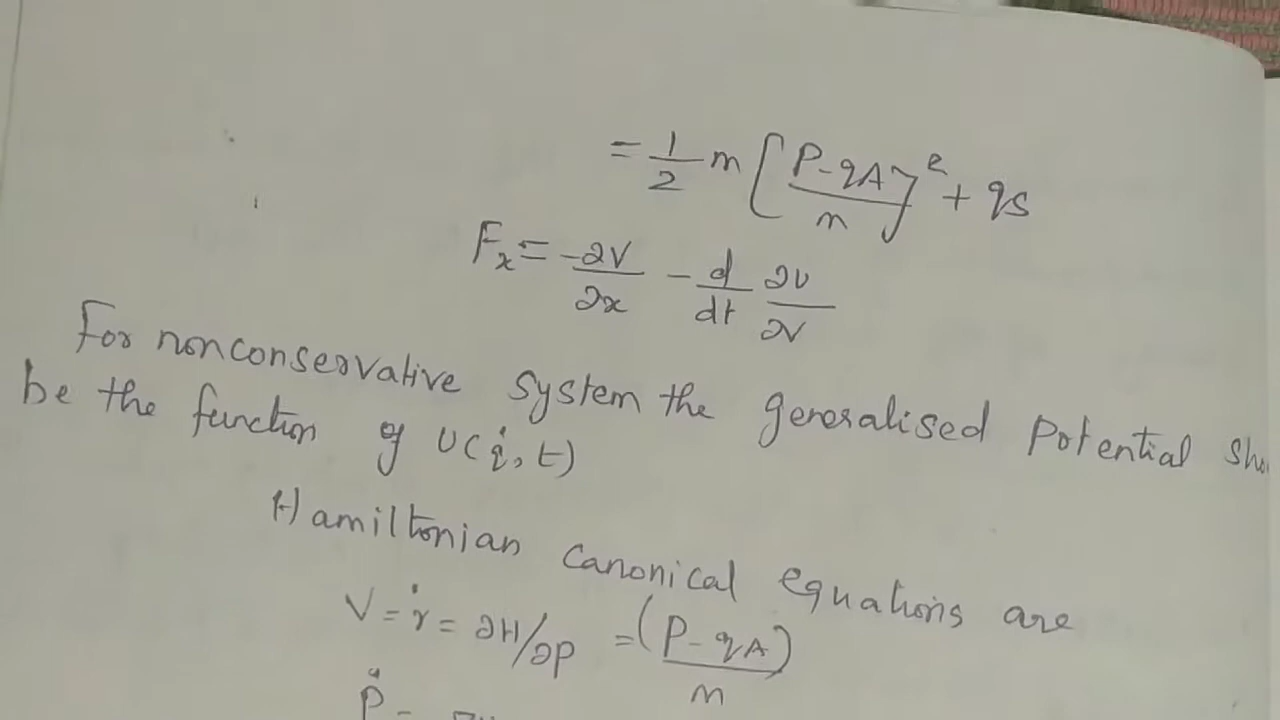 = 1/2 m [P-qA/m]^2 + qs
Fx = -∂V/∂x - d/dt ∂U/∂V
For nonconservative system the generalised potential
be the function of U(q̇, t)
Hamiltonian canonical equations are
V = ṙ = ∂H/∂P = (P-qA)/m
Ṗ =